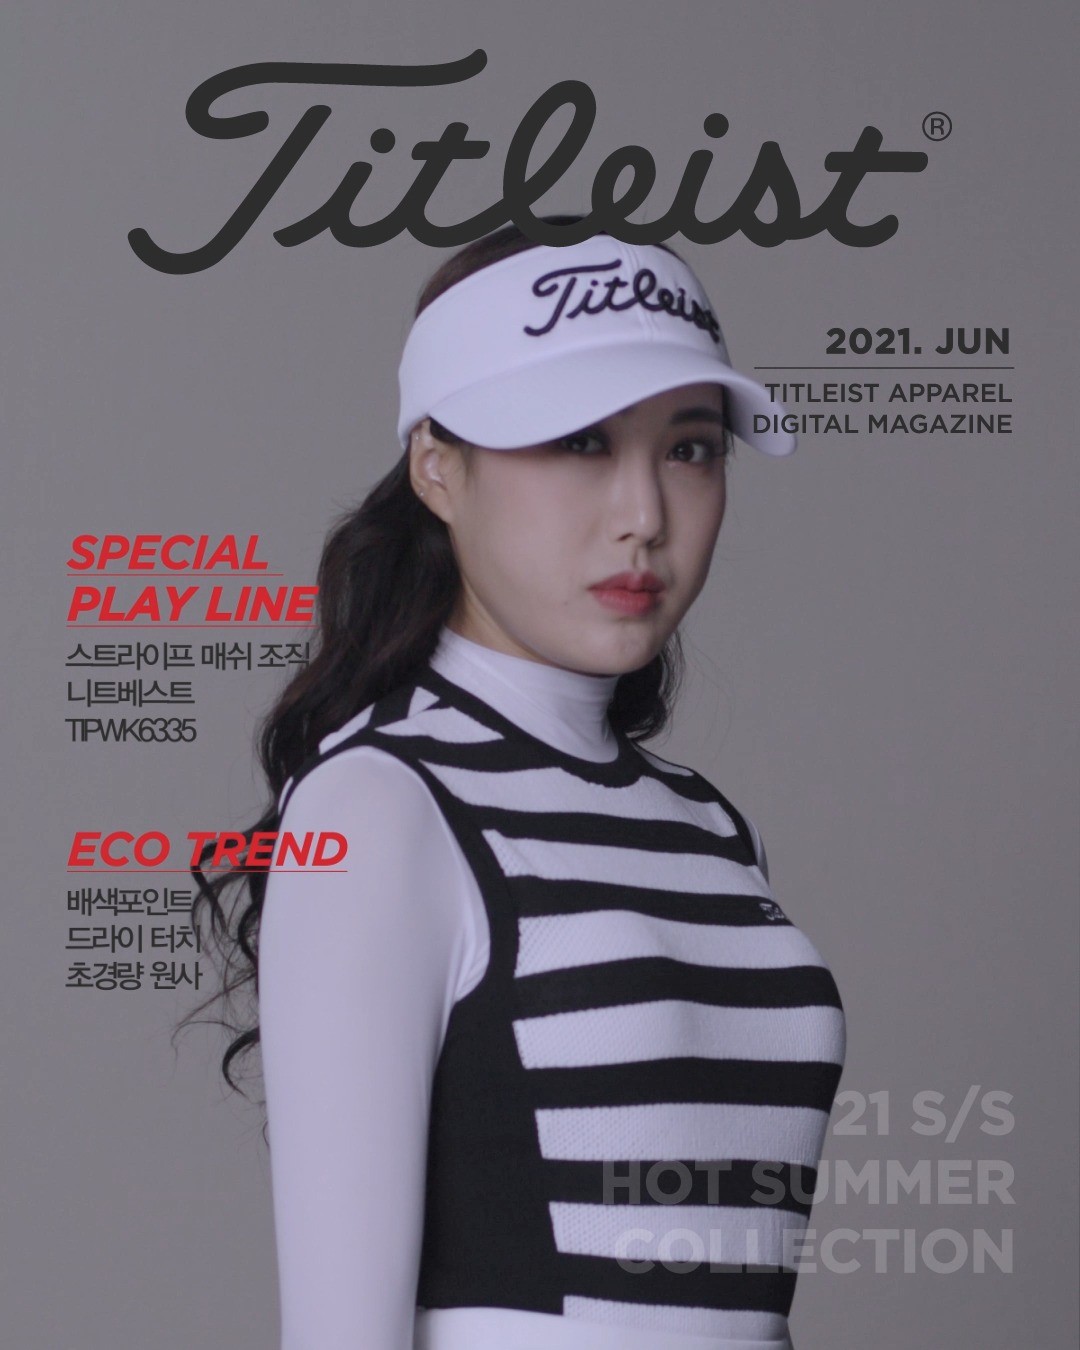 Titleist®
Titleist
2021. JUN
TITLEIST APPAREL
DIGITAL MAGAZINE
SPECIAL
PLAY LINE
스트라이프 매쉬 조직
니트베스트
TIPWK6335
ECO TREND
배색포인트
드라이 터치
초경량 원사
21 S/S
HOT SUMMER
COLLECTION